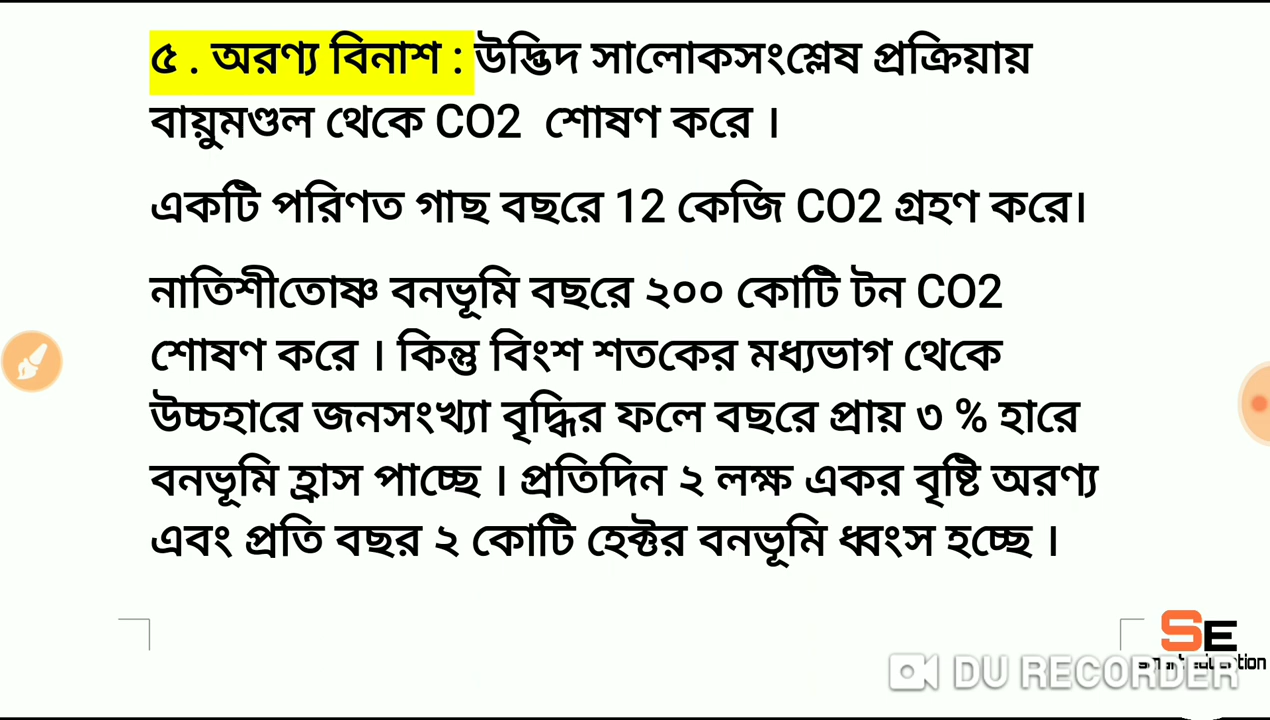 ৫ . অরণ্য বিনাশ : উদ্ভিদ সালোকসংশ্লেষ প্রক্রিয়ায়
বায়ুমণ্ডল থেকে CO2 শোষণ করে ।
একটি পরিণত গাছ বছরে 12 কেজি CO2 গ্রহণ করে।
নাতিশীতোষ্ণ বনভূমি বছরে ২০০ কোটি টন CO2
শোষণ করে । কিন্তু বিংশ শতকের মধ্যভাগ থেকে
উচ্চহারে জনসংখ্যা বৃদ্ধির ফলে বছরে প্রায় ৩ % হারে
বনভূমি হ্রাস পাচ্ছে । প্রতিদিন ২ লক্ষ একর বৃষ্টি অরণ্য
এবং প্রতি বছর ২ কোটি হেক্টর বনভূমি ধ্বংস হচ্ছে ।
SE
smart education
DU RECORDER